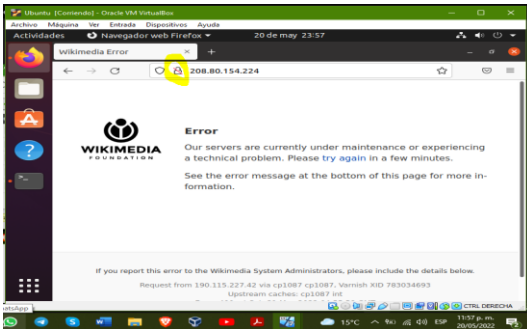 Ubuntu [Corriendo] - Oracle VM VirtualBox
Archivo Máquina Ver Entrada Dispositivos Ayuda
Actividades Navegador web Firefox 20 de may 23:57
Wikimedia Error
208.80.154.224
WIKIMEDIA
FOUNDATION
Error
Our servers are currently under maintenance or experiencing
a technical problem. Please try again in a few minutes.
See the error message at the bottom of this page for more in-
formation.
If you report this error to the Wikimedia System Administrators, please include the details below.
Request from 190.115.227.42 via cp1087 cp1087, Varnish XID 783034693
Upstream caches: cp1087 int
CTRL DERECHA
atsApp
15°C
ESP
11:57 p. m.
20/05/2022